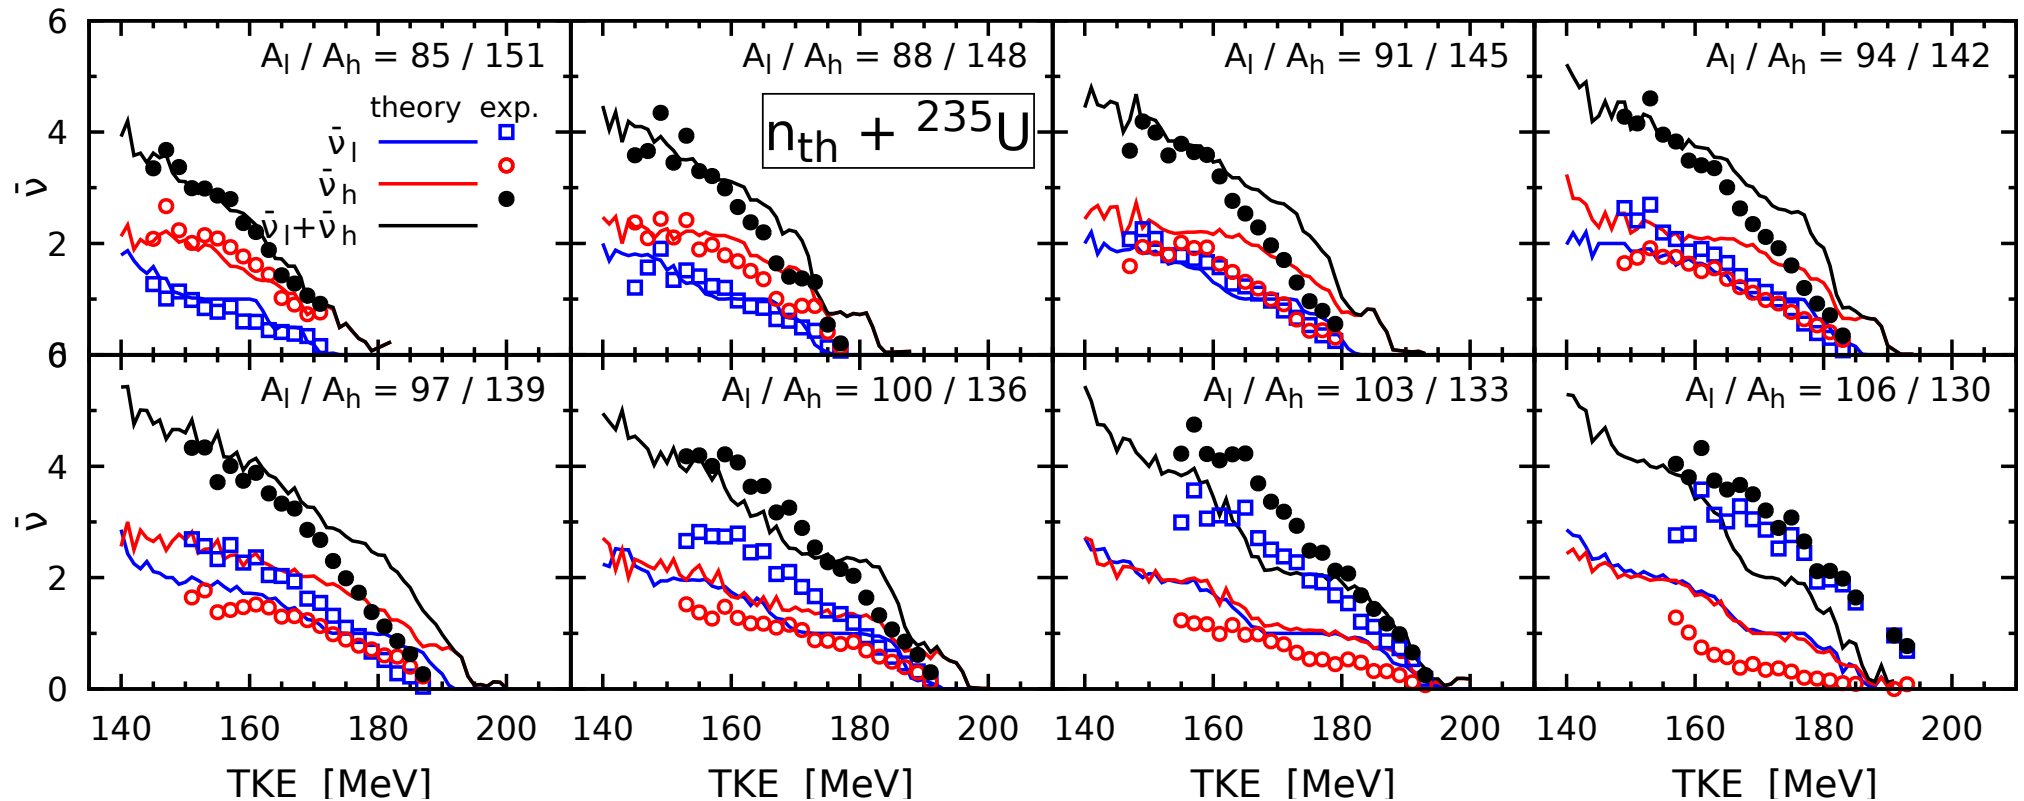 6 A_l / A_h = 85 / 151 A_l / A_h = 88 / 148 A_l / A_h = 91 / 145 A_l / A_h = 94 / 142
theory exp.
n_th + ²³⁵U
4
ν̄_l
ν̄
ν̄_h
2
ν̄_l+ν̄_h
6
A_l / A_h = 97 / 139 A_l / A_h = 100 / 136 A_l / A_h = 103 / 133 A_l / A_h = 106 / 130
4
ν̄
2
0
140 160 180 200 140 160 180 200 140 160 180 200 140 160 180 200
TKE [MeV] TKE [MeV] TKE [MeV] TKE [MeV]